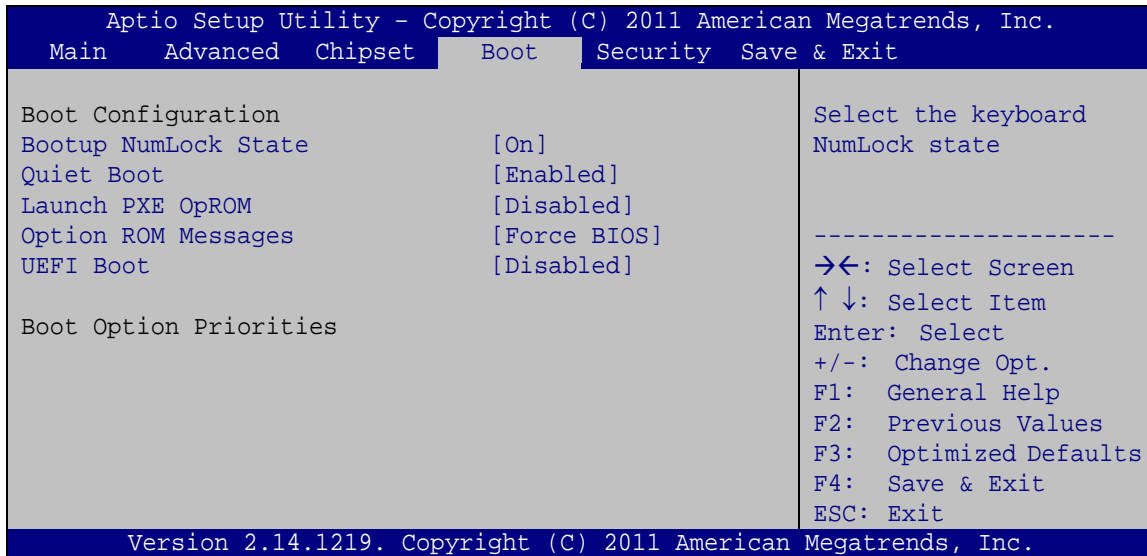 Aptio Setup Utility – Copyright (C) 2011 American Megatrends, Inc.
Main Advanced Chipset Boot Security Save & Exit
Boot Configuration
Bootup NumLock State [On]
Quiet Boot [Enabled]
Launch PXE OpROM [Disabled]
Option ROM Messages [Force BIOS]
UEFI Boot [Disabled]
Boot Option Priorities
Select the keyboard
NumLock state
---------------------
→←: Select Screen
↑ ↓: Select Item
Enter: Select
+/-: Change Opt.
F1: General Help
F2: Previous Values
F3: Optimized Defaults
F4: Save & Exit
ESC: Exit
Version 2.14.1219. Copyright (C) 2011 American Megatrends, Inc.